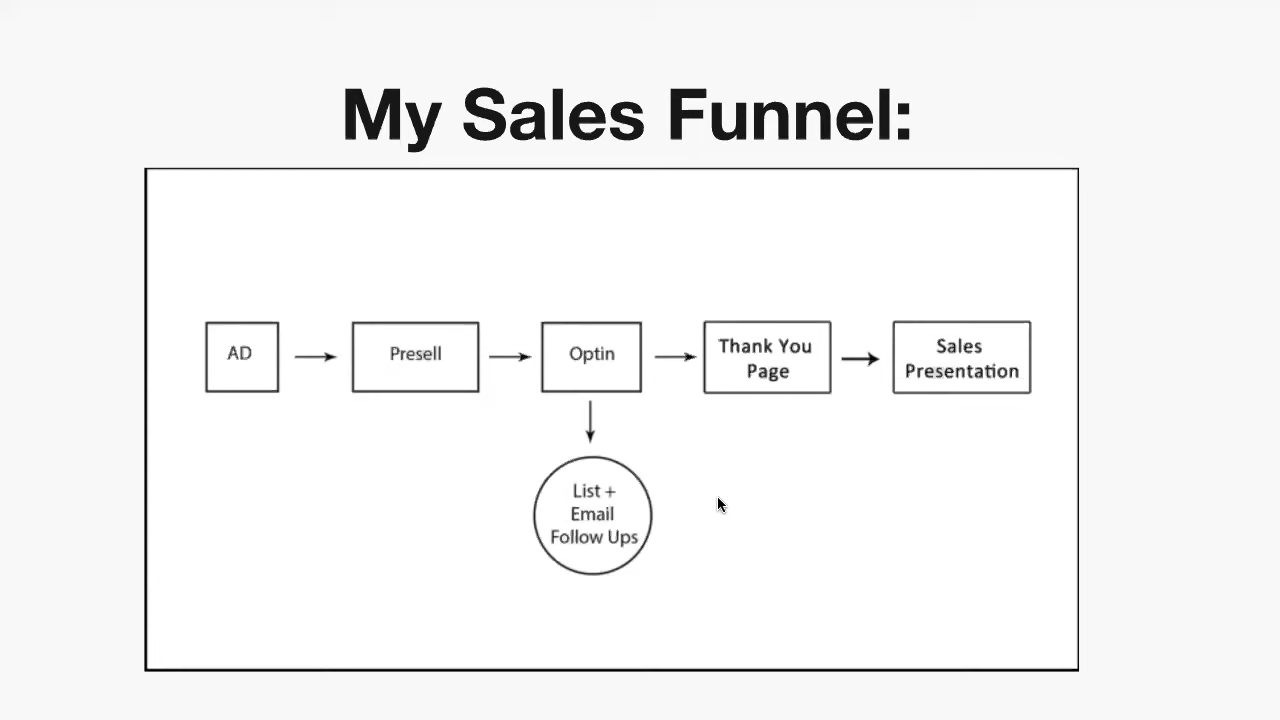 My Sales Funnel:
AD
Presell
Optin
Thank You
Page
Sales
Presentation
List +
Email
Follow Ups